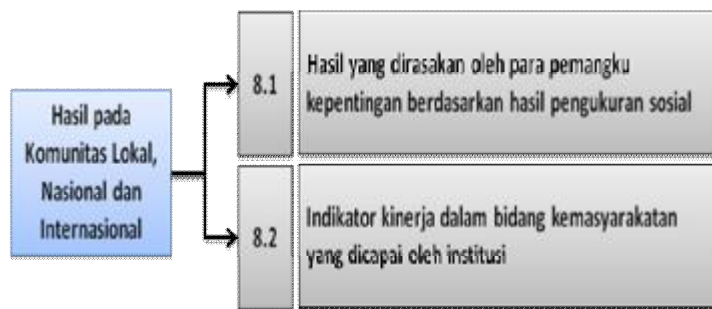 Hasil pada
Komunitas Lokal,
Nasional dan
Internasional
8.1
Hasil yang dirasakan oleh para pemangku
kepentingan berdasarkan hasil pengukuran sosial
8.2
Indikator kinerja dalam bidang kemasyarakatan
yang dicapai oleh institusi